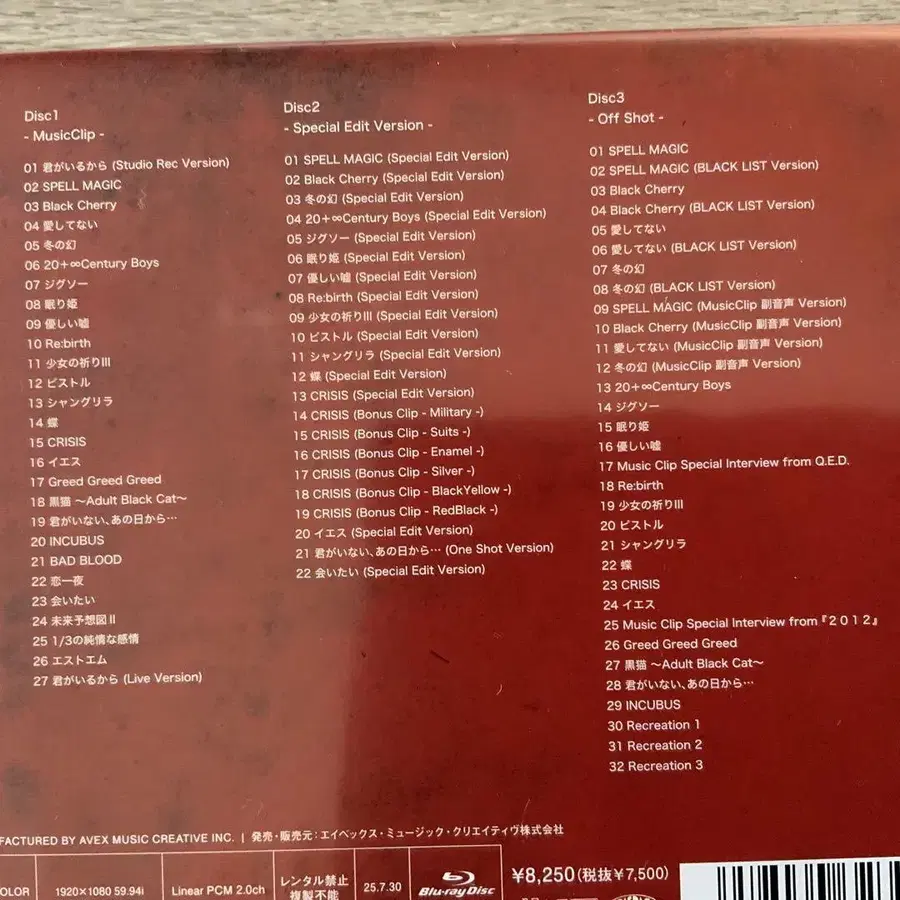 Disc1
- MusicClip -
01 君がいるから (Studio Rec Version)
02 SPELL MAGIC
03 Black Cherry
04 愛してない
05 冬の幻
06 20+∞Century Boys
07 ジグソー
08 眠り姫
09 優しい嘘
10 Re:birth
11 少女の祈りIII
12 ピストル
13 シャングリラ
14 蝶
15 CRISIS
16 イエス
17 Greed Greed Greed
18 黒猫 〜Adult Black Cat〜
19 君がいない、あの日から…
20 INCUBUS
21 BAD BLOOD
22 恋一夜
23 会いたい
24 未来予想図II
25 1/3の純情な感情
26 エストエム
27 君がいるから (Live Version)
Disc2
- Special Edit Version -
01 SPELL MAGIC (Special Edit Version)
02 Black Cherry (Special Edit Version)
03 冬の幻 (Special Edit Version)
04 20+∞Century Boys (Special Edit Version)
05 ジグソー (Special Edit Version)
06 眠り姫 (Special Edit Version)
07 優しい嘘 (Special Edit Version)
08 Re:birth (Special Edit Version)
09 少女の祈りIII (Special Edit Version)
10 ピストル (Special Edit Version)
11 シャングリラ (Special Edit Version)
12 蝶 (Special Edit Version)
13 CRISIS (Special Edit Version)
14 CRISIS (Bonus Clip - Military -)
15 CRISIS (Bonus Clip - Suits -)
16 CRISIS (Bonus Clip - Enamel -)
17 CRISIS (Bonus Clip - Silver -)
18 CRISIS (Bonus Clip - BlackYellow -)
19 CRISIS (Bonus Clip - RedBlack -)
20 イエス (Special Edit Version)
21 君がいない、あの日から… (One Shot Version)
22 会いたい (Special Edit Version)
Disc3
- Off Shot -
01 SPELL MAGIC
02 SPELL MAGIC (BLACK LIST Version)
03 Black Cherry
04 Black Cherry (BLACK LIST Version)
05 愛してない
06 愛してない (BLACK LIST Version)
07 冬の幻
08 冬の幻 (BLACK LIST Version)
09 SPELL MAGIC (MusicClip 副音声 Version)
10 Black Cherry (MusicClip 副音声 Version)
11 愛してない (MusicClip 副音声 Version)
12 冬の幻 (MusicClip 副音声 Version)
13 20+∞Century Boys
14 ジグソー
15 眠り姫
16 優しい嘘
17 Music Clip Special Interview from Q.E.D.
18 Re:birth
19 少女の祈りIII
20 ピストル
21 シャングリラ
22 蝶
23 CRISIS
24 イエス
25 Music Clip Special Interview from『2012』
26 Greed Greed Greed
27 黒猫 〜Adult Black Cat〜
28 君がいない、あの日から…
29 INCUBUS
30 Recreation 1
31 Recreation 2
32 Recreation 3
FACTURED BY AVEX MUSIC CREATIVE INC. | 発売・販売元：エイベックス・ミュージック・クリエイティヴ株式会社
OLOR
1920×1080 59.94i
Linear PCM 2.0ch
レンタル禁止
複製不能
25.7.30
Blu-ray Disc
¥8,250(税抜¥7,500)